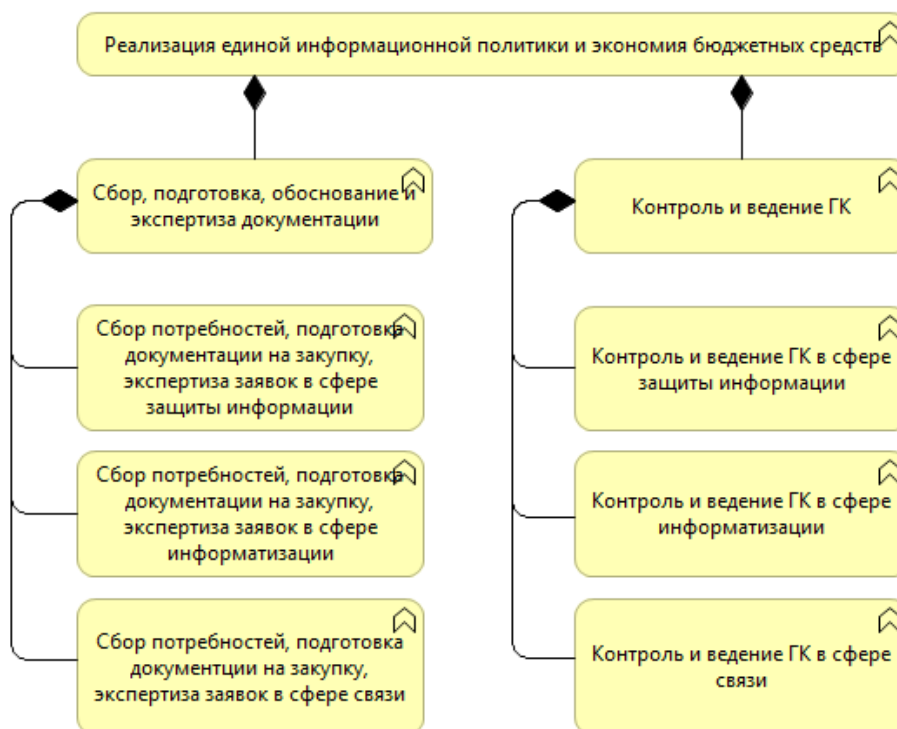 Реализация единой информационной политики и экономия бюджетных средств
Сбор, подготовка, обоснование и
экспертиза документации
Контроль и ведение ГК
Сбор потребностей, подготовка
документации на закупку,
экспертиза заявок в сфере
защиты информации
Контроль и ведение ГК в сфере
защиты информации
Сбор потребностей, подготовка
документации на закупку,
экспертиза заявок в сфере
информатизации
Контроль и ведение ГК в сфере
информатизации
Сбор потребностей, подготовка
документции на закупку,
экспертиза заявок в сфере связи
Контроль и ведение ГК в сфере
связи